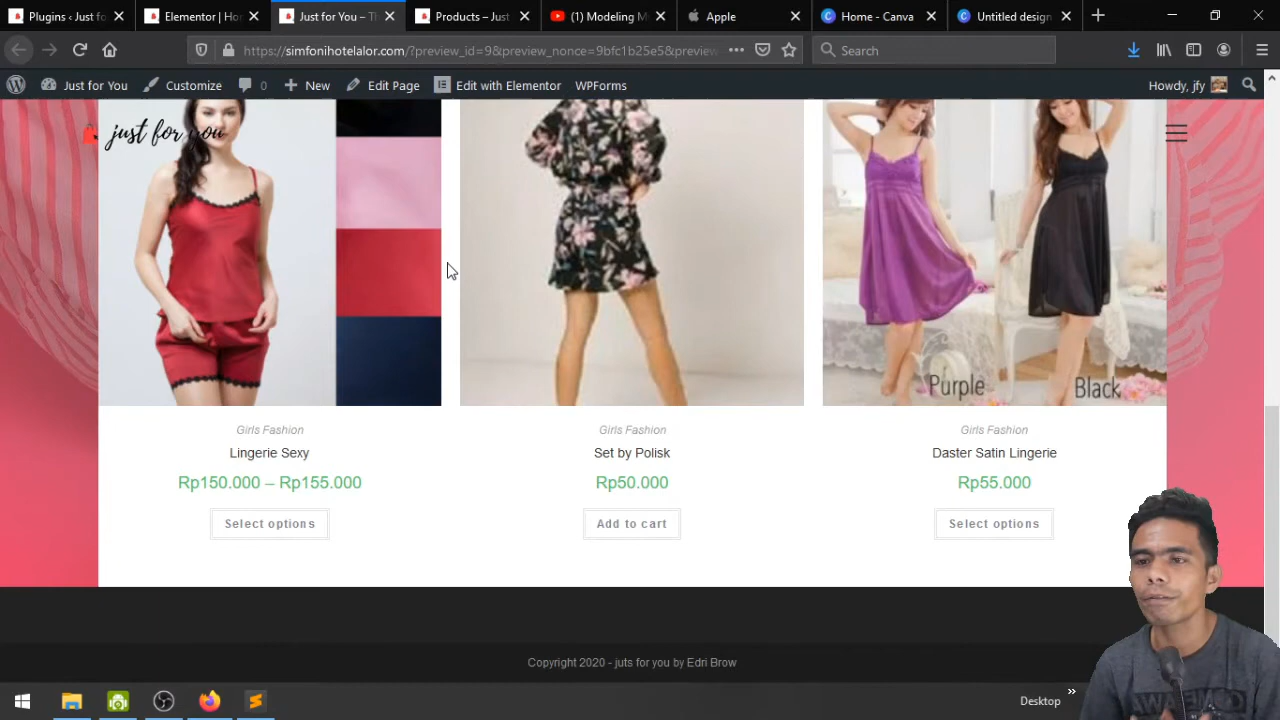 Plugins ‹ Just fo
Elementor | Ho
Just for You – Th
Products – Just
(1) Modeling M
Apple
Home - Canva
Untitled design
https://simfonihotelalor.com/?preview_id=9&preview_nonce=9bfc1b25e5&preview
Search
Just for You
Customize
0
New
Edit Page
Edit with Elementor
WPForms
Howdy, jfy
just for you
Purple
Black
Girls Fashion
Girls Fashion
Girls Fashion
Lingerie Sexy
Set by Polisk
Daster Satin Lingerie
Rp150.000 – Rp155.000
Rp50.000
Rp55.000
Select options
Add to cart
Select options
Copyright 2020 - juts for you by Edri Brow
Desktop